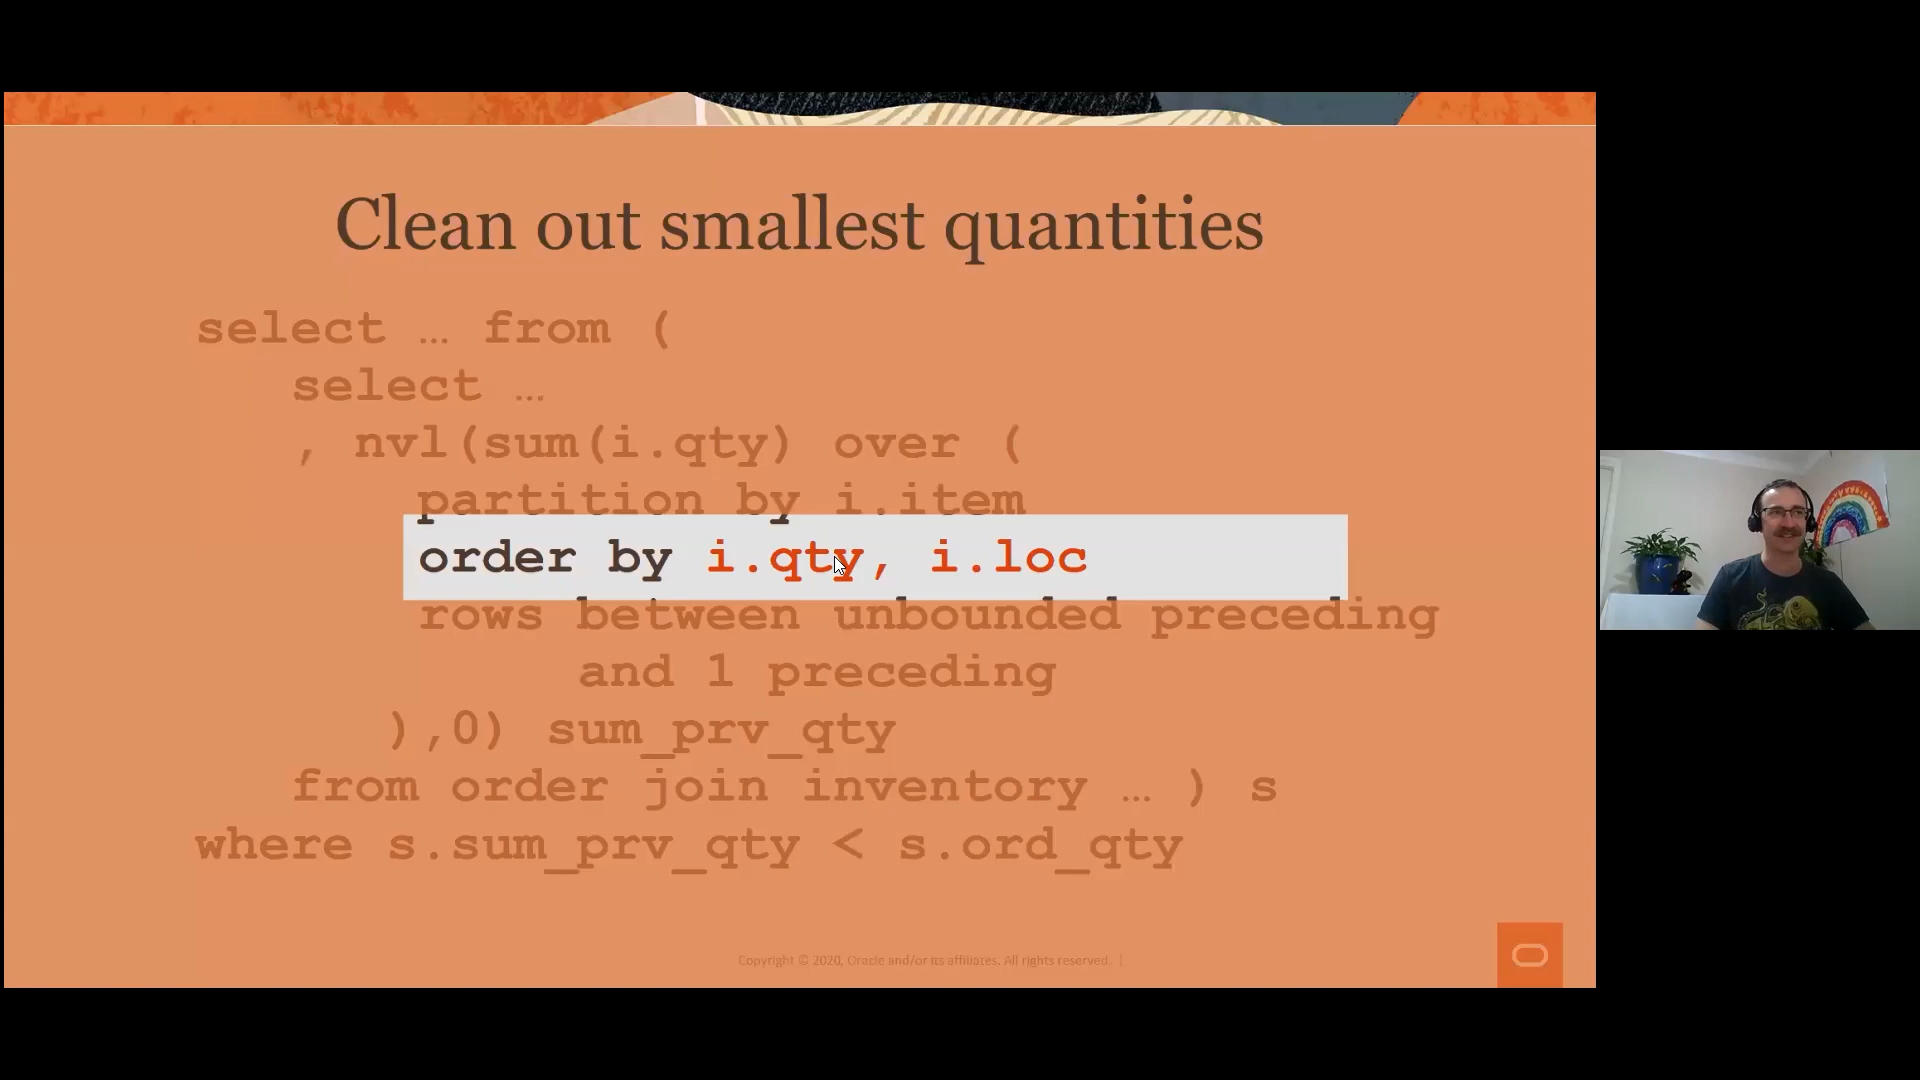 Clean out smallest quantities
select … from (
select …
, nvl(sum(i.qty) over (
partition by i.item
order by i.qty, i.loc
rows between unbounded preceding
and 1 preceding
),0) sum_prv_qty
from order join inventory … ) s
where s.sum_prv_qty < s.ord_qty
Copyright © 2020, Oracle and/or its affiliates. All rights reserved. |